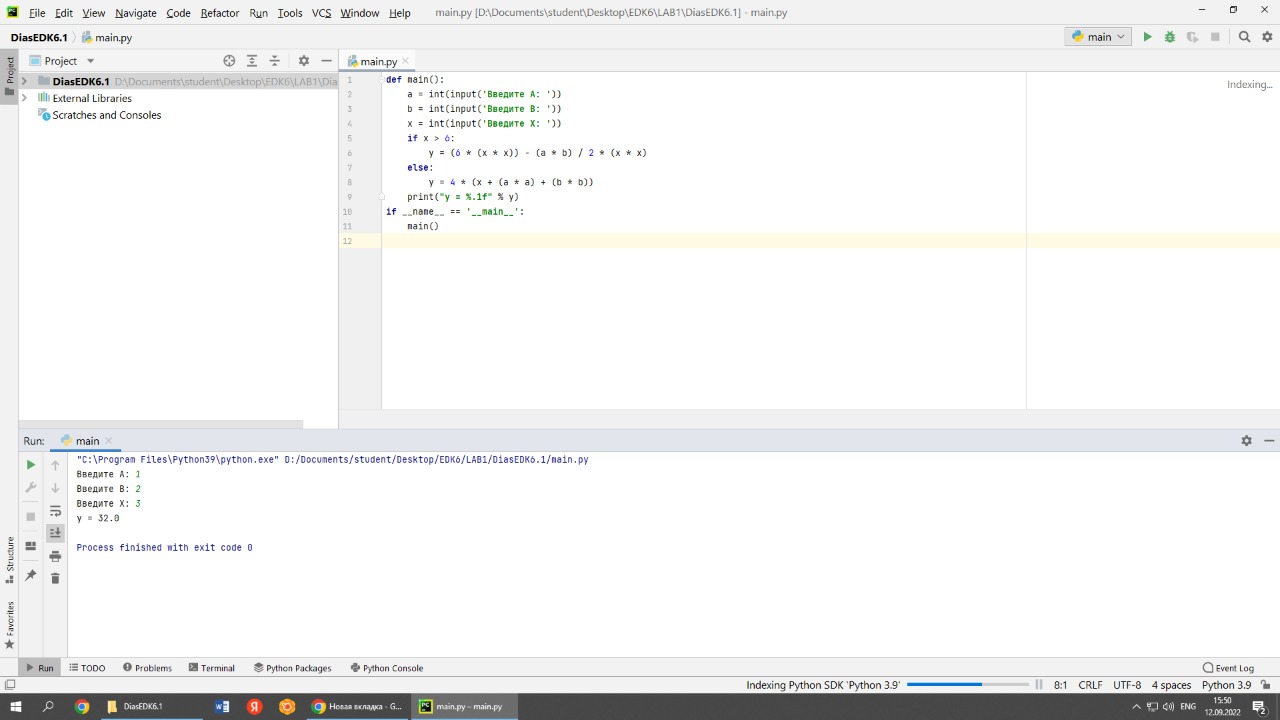 File Edit View Navigate Code Refactor Run Tools VCS Window Help main.py [D:\Documents\student\Desktop\EDK6\LAB1\DiasEDK6.1] - main.py
DiasEDK6.1 main.py main
Project main.py
DiasEDK6.1 D:\Documents\student\Desktop\EDK6\LAB1\Dia
External Libraries
Scratches and Consoles
Project
Indexing...
1 def main():
2 a = int(input('Введите A: '))
3 b = int(input('Введите B: '))
4 x = int(input('Введите X: '))
5 if x > 6:
6 y = (6 * (x * x)) - (a * b) / 2 * (x * x)
7 else:
8 y = 4 * (x + (a * a) + (b * b))
9 print("y = %.1f" % y)
10 if __name__ == '__main__':
11 main()
12
Run: main
"C:\Program Files\Python39\python.exe" D:/Documents/student/Desktop/EDK6/LAB1/DiasEDK6.1/main.py
Введите A: 1
Введите B: 2
Введите X: 3
y = 32.0
Process finished with exit code 0
Structure
Favorites
Run TODO Problems Terminal Python Packages Python Console Event Log
Indexing Python SDK 'Python 3.9' 8:1 CRLF UTF-8 4 spaces Python 3.9
DiasEDK6.1 Новая вкладка - G... main.py – main.py ENG 15:50
12.09.2022 2